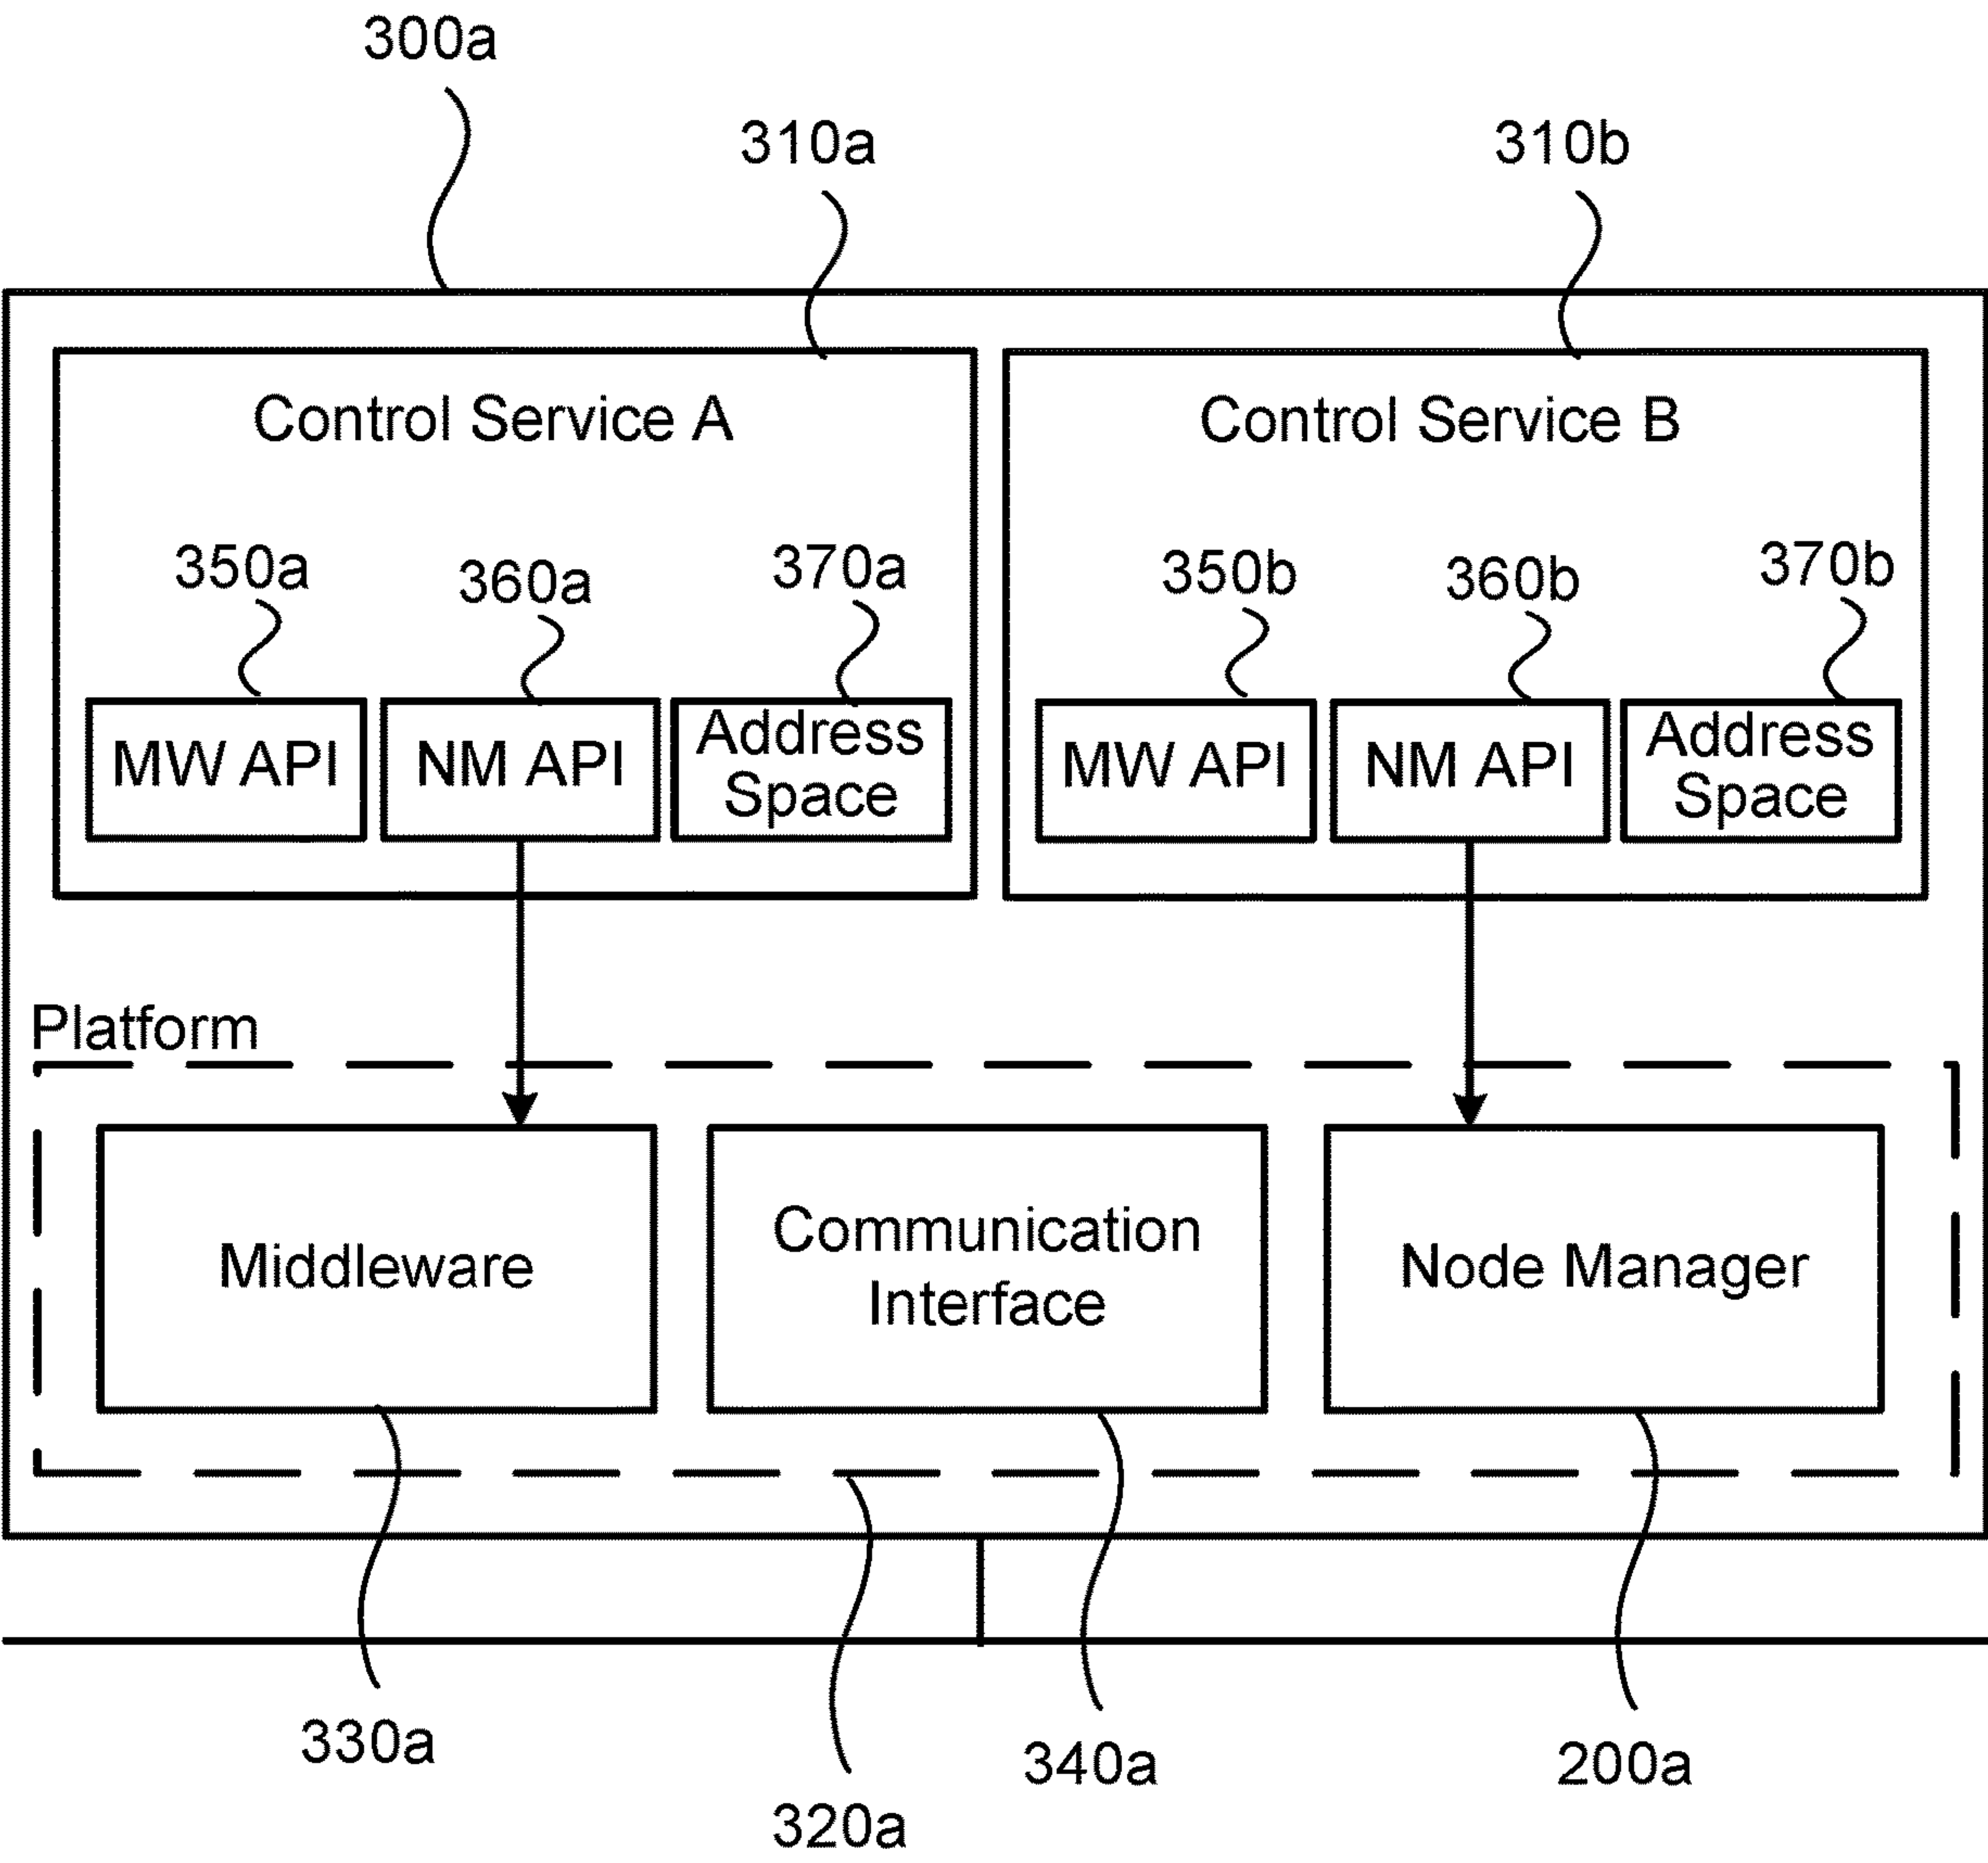 300a
310a
310b
Control Service A
Control Service B
350a
360a
370a
350b
360b
370b
MW API
NM API
Address
Space
MW API
NM API
Address
Space
Platform
Middleware
Communication
Interface
Node Manager
330a
320a
340a
200a